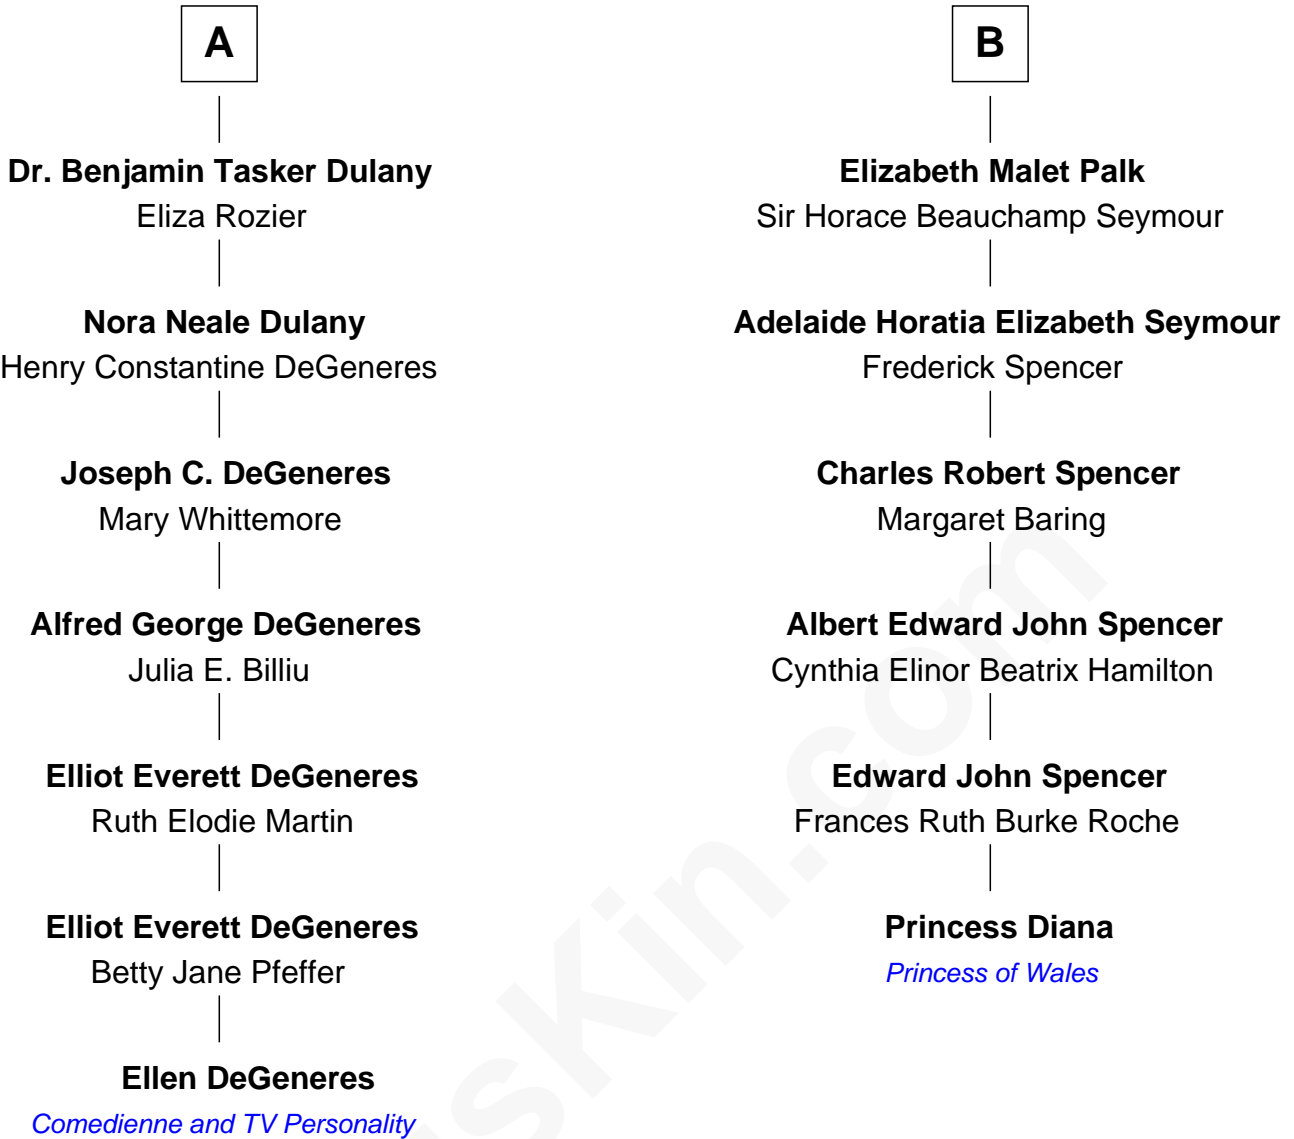 A
Dr. Benjamin Tasker Dulany
Eliza Rozier
Nora Neale Dulany
Henry Constantine DeGeneres
Joseph C. DeGeneres
Mary Whittemore
Alfred George DeGeneres
Julia E. Billiu
Elliot Everett DeGeneres
Ruth Elodie Martin
Elliot Everett DeGeneres
Betty Jane Pfeffer
Ellen DeGeneres
Comedienne and TV Personality
B
Elizabeth Malet Palk
Sir Horace Beauchamp Seymour
Adelaide Horatia Elizabeth Seymour
Frederick Spencer
Charles Robert Spencer
Margaret Baring
Albert Edward John Spencer
Cynthia Elinor Beatrix Hamilton
Edward John Spencer
Frances Ruth Burke Roche
Princess Diana
Princess of Wales
sKin.com